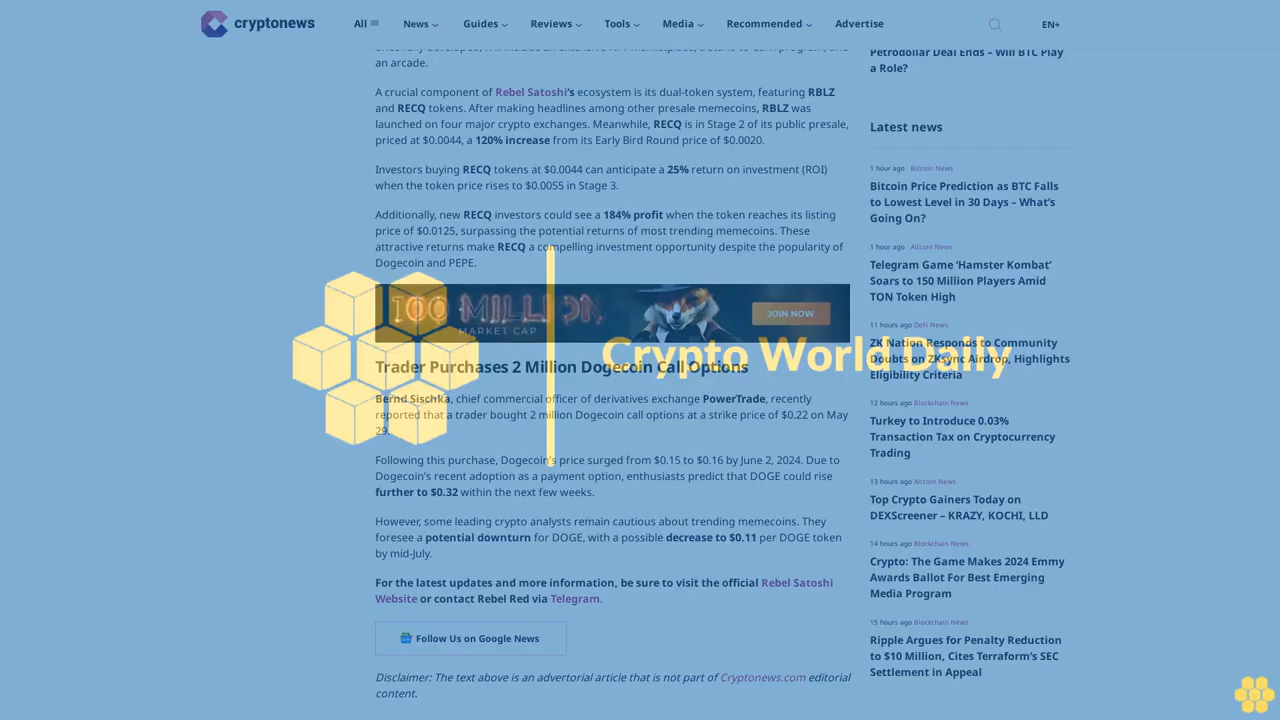 cryptonews
All News Guides Reviews Tools Media Recommended Advertise EN+
an arcade.
A crucial component of Rebel Satoshi's ecosystem is its dual-token system, featuring RBLZ
and RECQ tokens. After making headlines among other presale memecoins, RBLZ was
launched on four major crypto exchanges. Meanwhile, RECQ is in Stage 2 of its public presale,
priced at $0.0044, a 120% increase from its Early Bird Round price of $0.0020.
Investors buying RECQ tokens at $0.0044 can anticipate a 25% return on investment (ROI)
when the token price rises to $0.0055 in Stage 3.
Additionally, new RECQ investors could see a 184% profit when the token reaches its listing
price of $0.0125, surpassing the potential returns of most trending memecoins. These
attractive returns make RECQ a compelling investment opportunity despite the popularity of
Dogecoin and PEPE.
100 MILLION
MARKET CAP
JOIN NOW
Crypto World Daily
Trader Purchases 2 Million Dogecoin Call Options
Bernd Sischka, chief commercial officer of derivatives exchange PowerTrade, recently
reported that a trader bought 2 million Dogecoin call options at a strike price of $0.22 on May
29.
Following this purchase, Dogecoin's price surged from $0.15 to $0.16 by June 2, 2024. Due to
Dogecoin's recent adoption as a payment option, enthusiasts predict that DOGE could rise
further to $0.32 within the next few weeks.
However, some leading crypto analysts remain cautious about trending memecoins. They
foresee a potential downturn for DOGE, with a possible decrease to $0.11 per DOGE token
by mid-July.
For the latest updates and more information, be sure to visit the official Rebel Satoshi
Website or contact Rebel Red via Telegram.
Follow Us on Google News
Disclaimer: The text above is an advertorial article that is not part of Cryptonews.com editorial
content.
Petrodollar Deal Ends – Will BTC Play
a Role?
Latest news
1 hour ago Bitcoin News
Bitcoin Price Prediction as BTC Falls
to Lowest Level in 30 Days – What's
Going On?
1 hour ago Altcoin News
Telegram Game ‘Hamster Kombat’
Soars to 150 Million Players Amid
TON Token High
11 hours ago DeFi News
ZK Nation Responds to Community
Doubts on ZKsync Airdrop, Highlights
Eligibility Criteria
12 hours ago Blockchain News
Turkey to Introduce 0.03%
Transaction Tax on Cryptocurrency
Trading
13 hours ago Altcoin News
Top Crypto Gainers Today on
DEXScreener – KRAZY, KOCHI, LLD
14 hours ago Blockchain News
Crypto: The Game Makes 2024 Emmy
Awards Ballot For Best Emerging
Media Program
15 hours ago Blockchain News
Ripple Argues for Penalty Reduction
to $10 Million, Cites Terraform's SEC
Settlement in Appeal